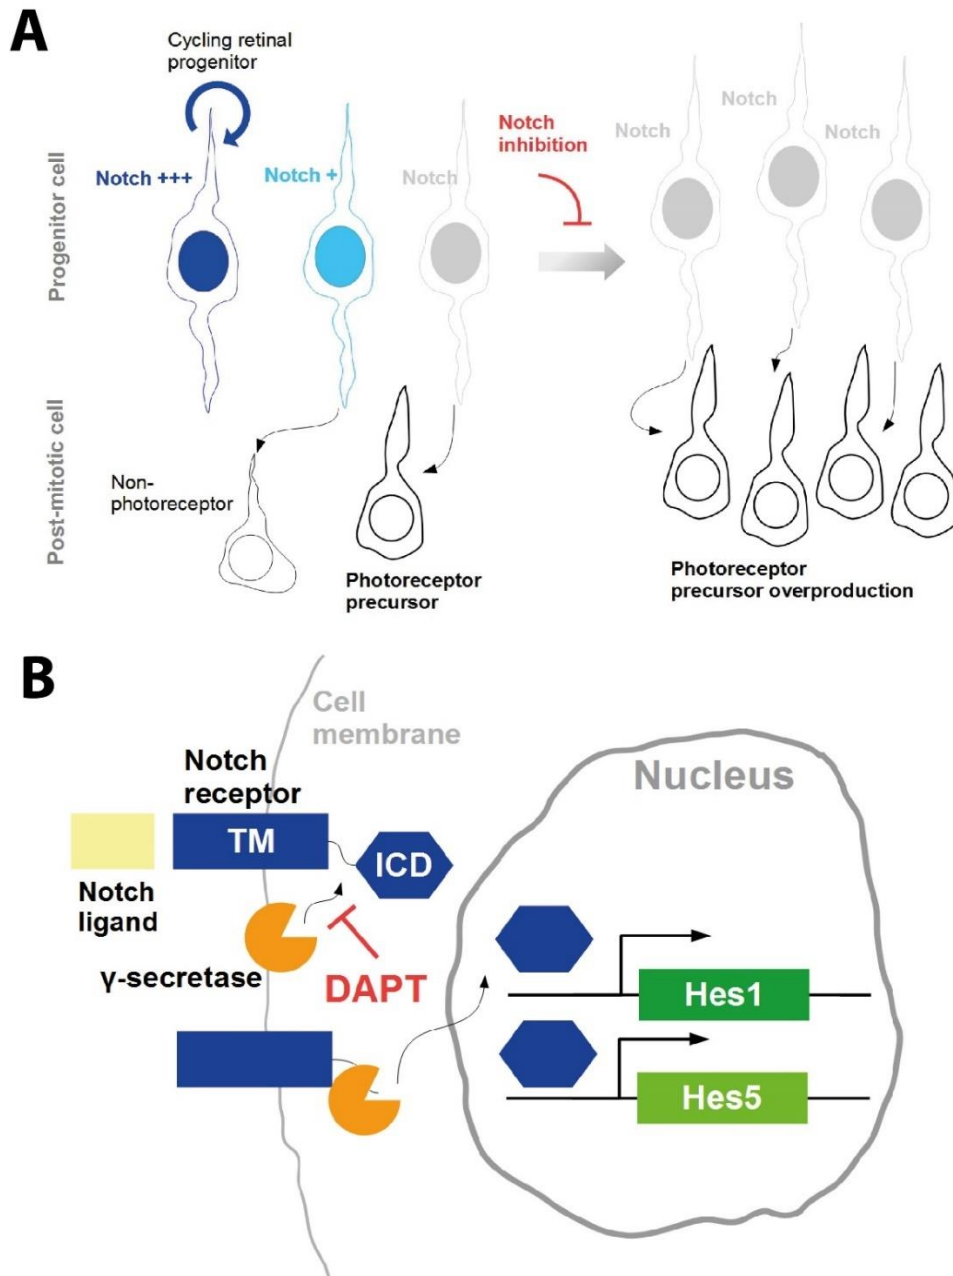 A
Cycling retinal
progenitor
Progenitor cell
Notch +++
Notch +
Notch
Notch
inhibition
Notch
Notch
Notch
Post-mitotic cell
Non-
photoreceptor
Photoreceptor
precursor
Photoreceptor
precursor overproduction
B
Cell
membrane
Notch
receptor
Nucleus
TM
ICD
Notch
ligand
γ-secretase
DAPT
Hes1
Hes5